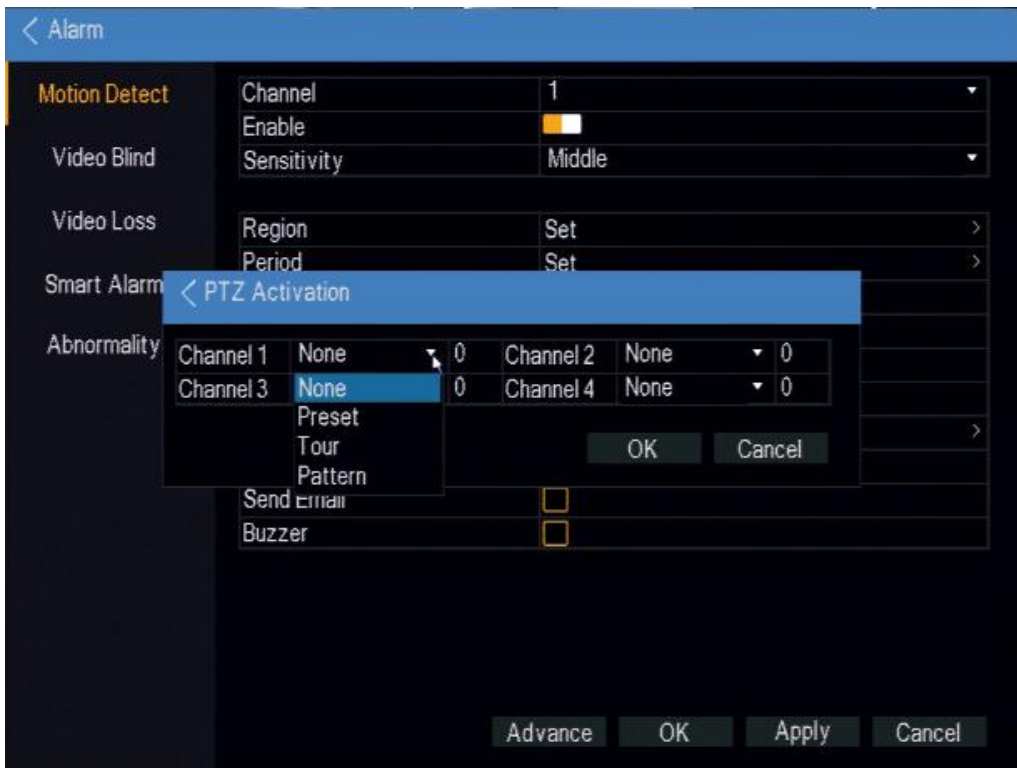 Alarm
Motion Detect
Video Blind
Video Loss
Smart Alarm
Abnormality
Channel 1
Enable
Sensitivity Middle
Region Set
Period Set
PTZ Activation
Channel 1 None 0 Channel 2 None 0
Channel 3 None 0 Channel 4 None 0
Preset
Tour
Pattern
OK Cancel
Send Email
Buzzer
Advance OK Apply Cancel